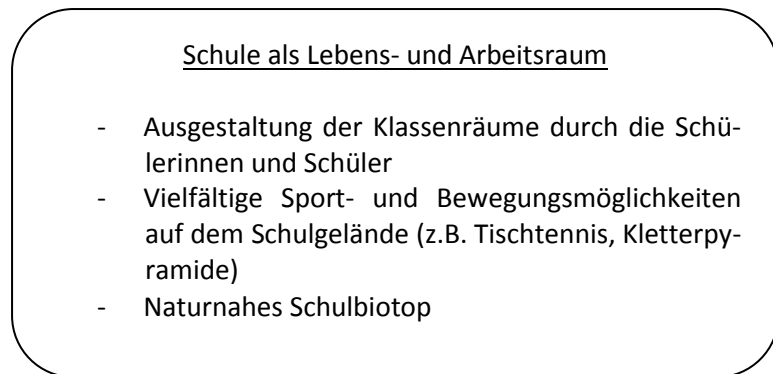 Schule als Lebens- und Arbeitsraum
- Ausgestaltung der Klassenräume durch die Schü-
lerinnen und Schüler
- Vielfältige Sport- und Bewegungsmöglichkeiten
auf dem Schulgelände (z.B. Tischtennis, Kletterpy-
ramide)
- Naturnahes Schulbiotop